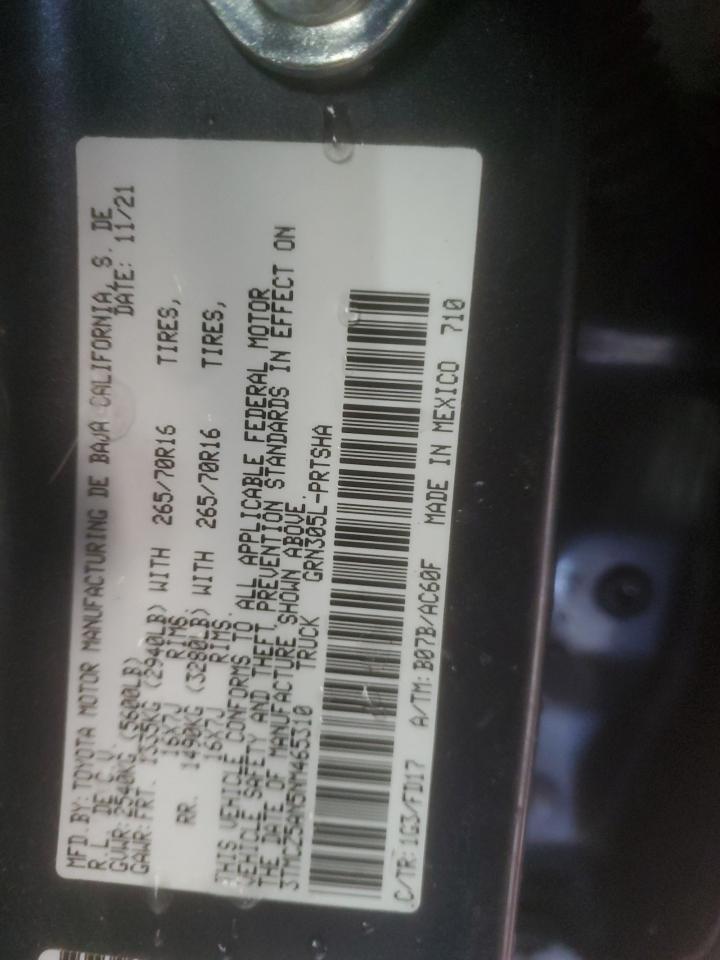 MFD.BY: TOYOTA MOTOR MANUFACTURING DE BAJA CALIFORNIA, S. DE
R.L. DE C.V. DATE: 11/21
GVWR: 2540KG (5600LB)
GAWR: FRT. 1335KG (2940LB) WITH 265/70R16 TIRES,
16X7J RIMS
RR. 1490KG (3280LB) WITH 265/70R16 TIRES,
16X7J RIMS
THIS VEHICLE CONFORMS TO ALL APPLICABLE FEDERAL MOTOR
VEHICLE SAFETY AND THEFT PREVENTION STANDARDS IN EFFECT ON
THE DATE OF MANUFACTURE SHOWN ABOVE.
3TMCZ5AN5NM465310 TRUCK GRN305L-PRTSHA
C/TR: 1G3/FD17 A/TM: B07B/AC60F MADE IN MEXICO 710